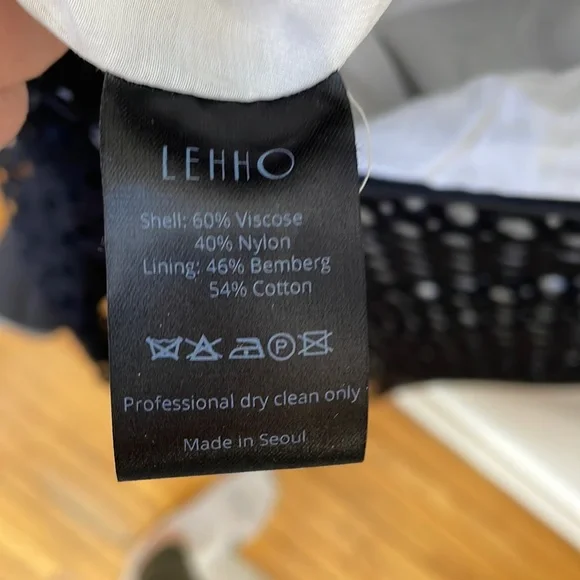 LEHHO
Shell: 60% Viscose
40% Nylon
Lining: 46% Bemberg
54% Cotton
P
Professional dry clean only
Made in Seoul